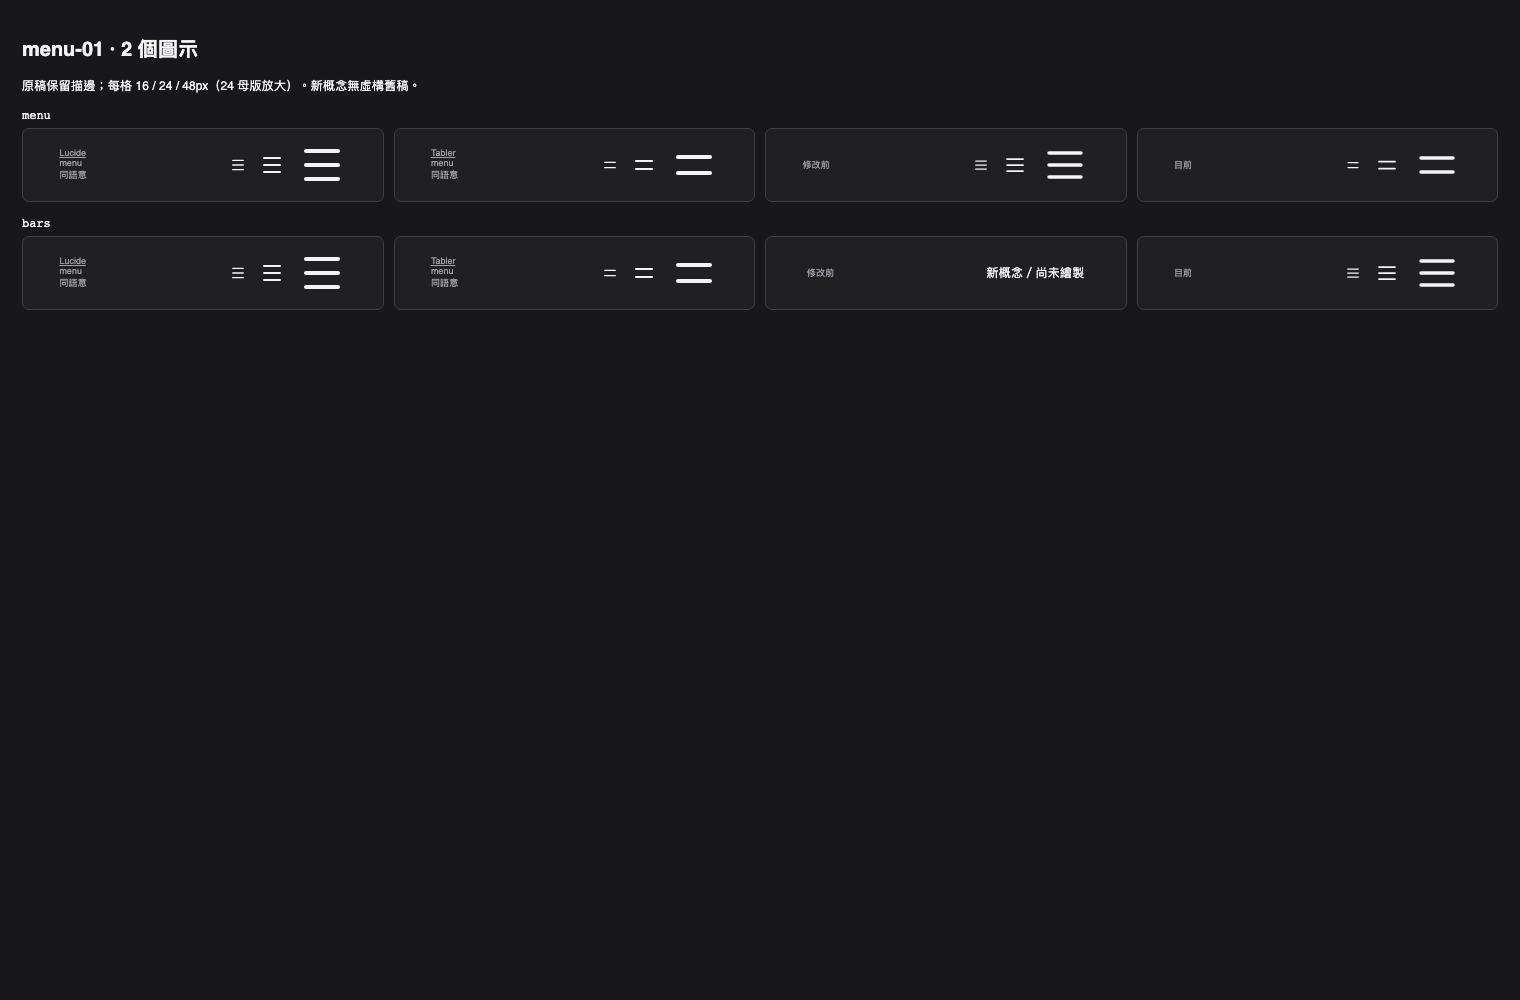 menu-01 · 2 個圖示
原稿保留描邊；每格 16 / 24 / 48px（24 母版放大）。新概念無虛構舊稿。
menu
Lucide
menu
同語意
Tabler
menu
同語意
修改前
目前
bars
Lucide
menu
同語意
Tabler
menu
同語意
修改前
新概念 / 尚未繪製
目前